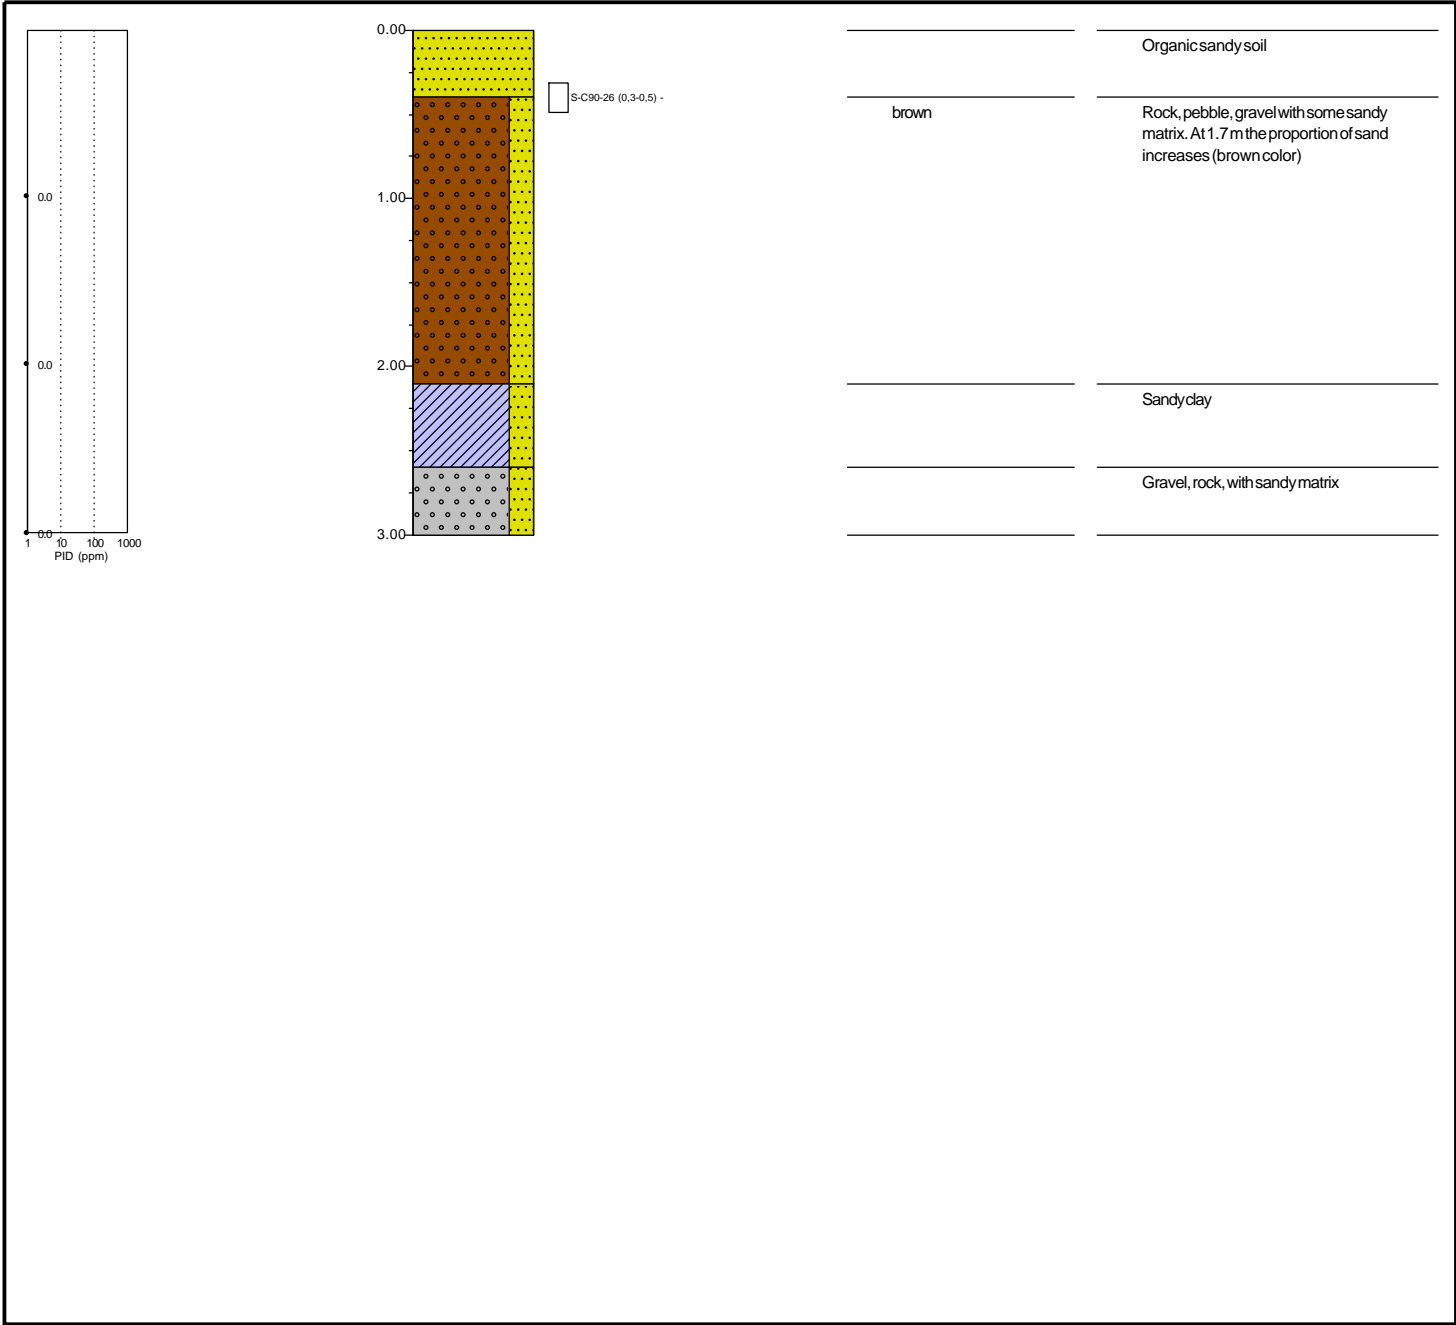 0.00
Organic sandy soil
S-C90-26 (0,3-0,5) -
brown
Rock, pebble, gravel with some sandy
matrix. At 1.7 m the proportion of sand
increases (brown color)
0.0
1.00
0.0
2.00
Sandy clay
Gravel, rock, with sandy matrix
0.0
3.00
1 10 100 1000
PID (ppm)